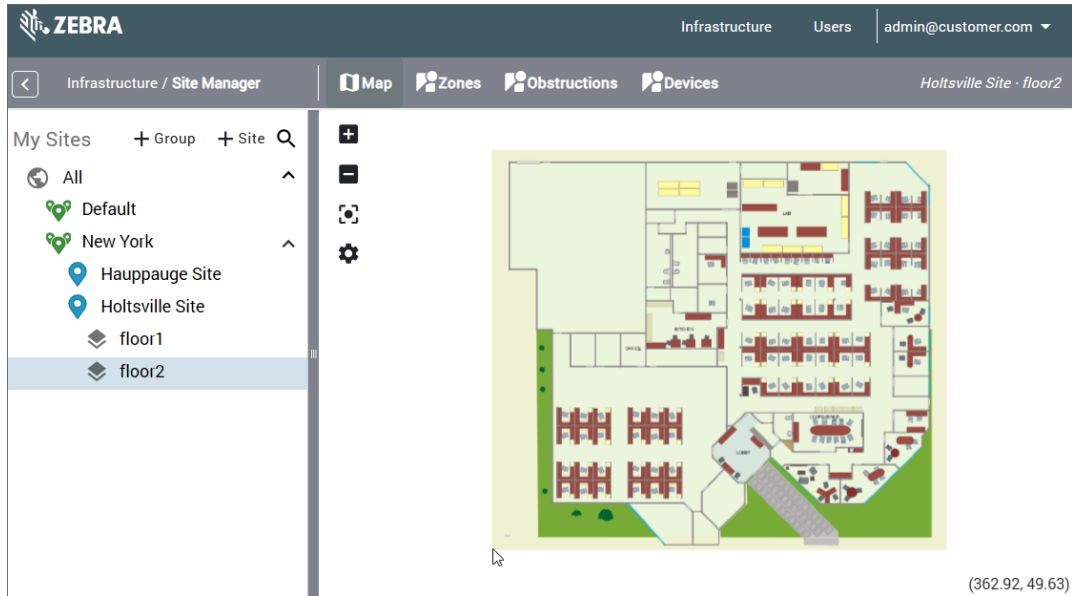 ZEBRA
Infrastructure Users admin@customer.com
Infrastructure / Site Manager Map Zones Obstructions Devices Holtsville Site · floor2
My Sites + Group + Site
All
Default
New York
Hauppauge Site
Holtsville Site
floor1
floor2
LAB
KITCHEN
OFFICE
LOBBY
(362.92, 49.63)